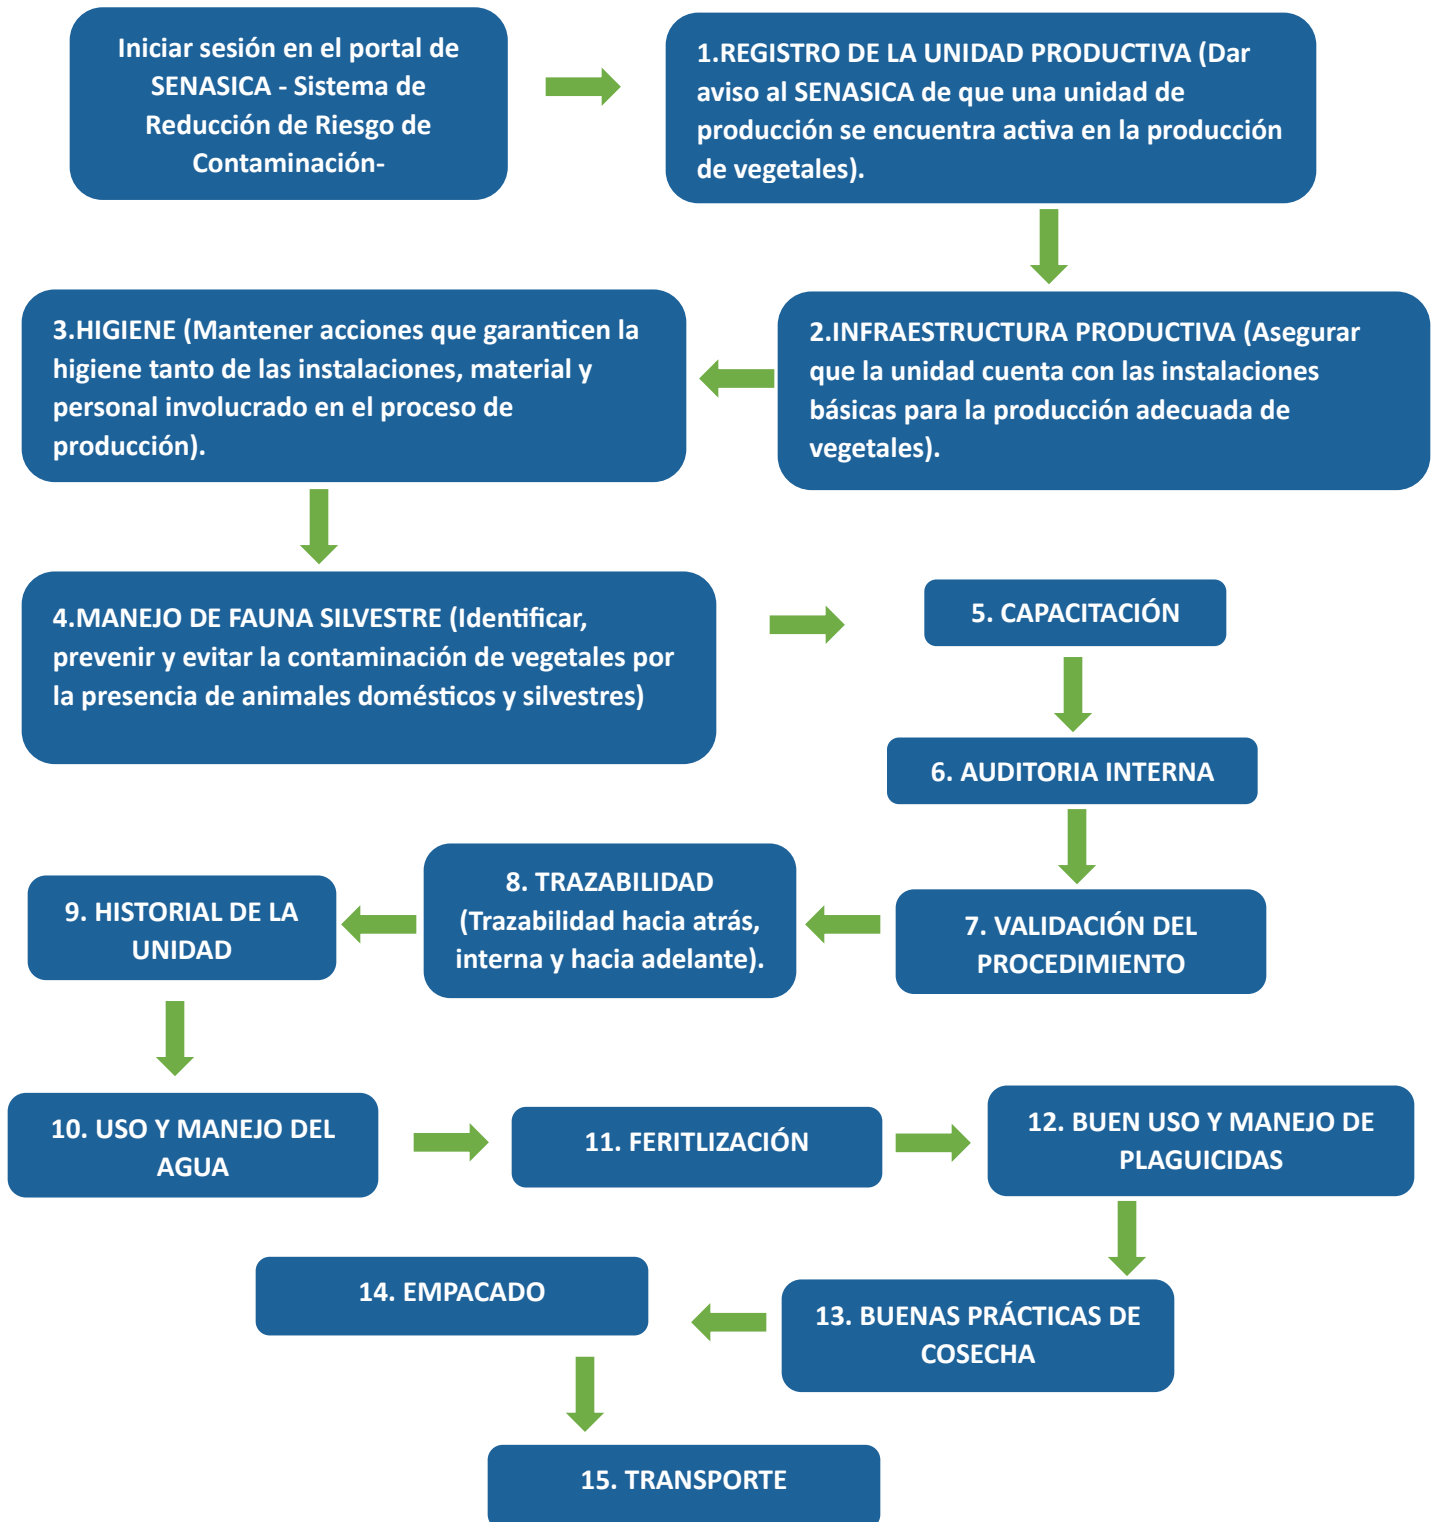 Iniciar sesión en el portal de
SENASICA - Sistema de
Reducción de Riesgo de
Contaminación-
1.REGISTRO DE LA UNIDAD PRODUCTIVA (Dar
aviso al SENASICA de que una unidad de
producción se encuentra activa en la producción
de vegetales).
2.INFRAESTRUCTURA PRODUCTIVA (Asegurar
que la unidad cuenta con las instalaciones
básicas para la producción adecuada de
vegetales).
3.HIGIENE (Mantener acciones que garanticen la
higiene tanto de las instalaciones, material y
personal involucrado en el proceso de
producción).
4.MANEJO DE FAUNA SILVESTRE (Identificar,
prevenir y evitar la contaminación de vegetales por
la presencia de animales domésticos y silvestres)
5. CAPACITACIÓN
6. AUDITORIA INTERNA
7. VALIDACIÓN DEL
PROCEDIMIENTO
8. TRAZABILIDAD
(Trazabilidad hacia atrás,
interna y hacia adelante).
9. HISTORIAL DE LA
UNIDAD
10. USO Y MANEJO DEL
AGUA
11. FERITLIZACIÓN
12. BUEN USO Y MANEJO DE
PLAGUICIDAS
13. BUENAS PRÁCTICAS DE
COSECHA
14. EMPACADO
15. TRANSPORTE